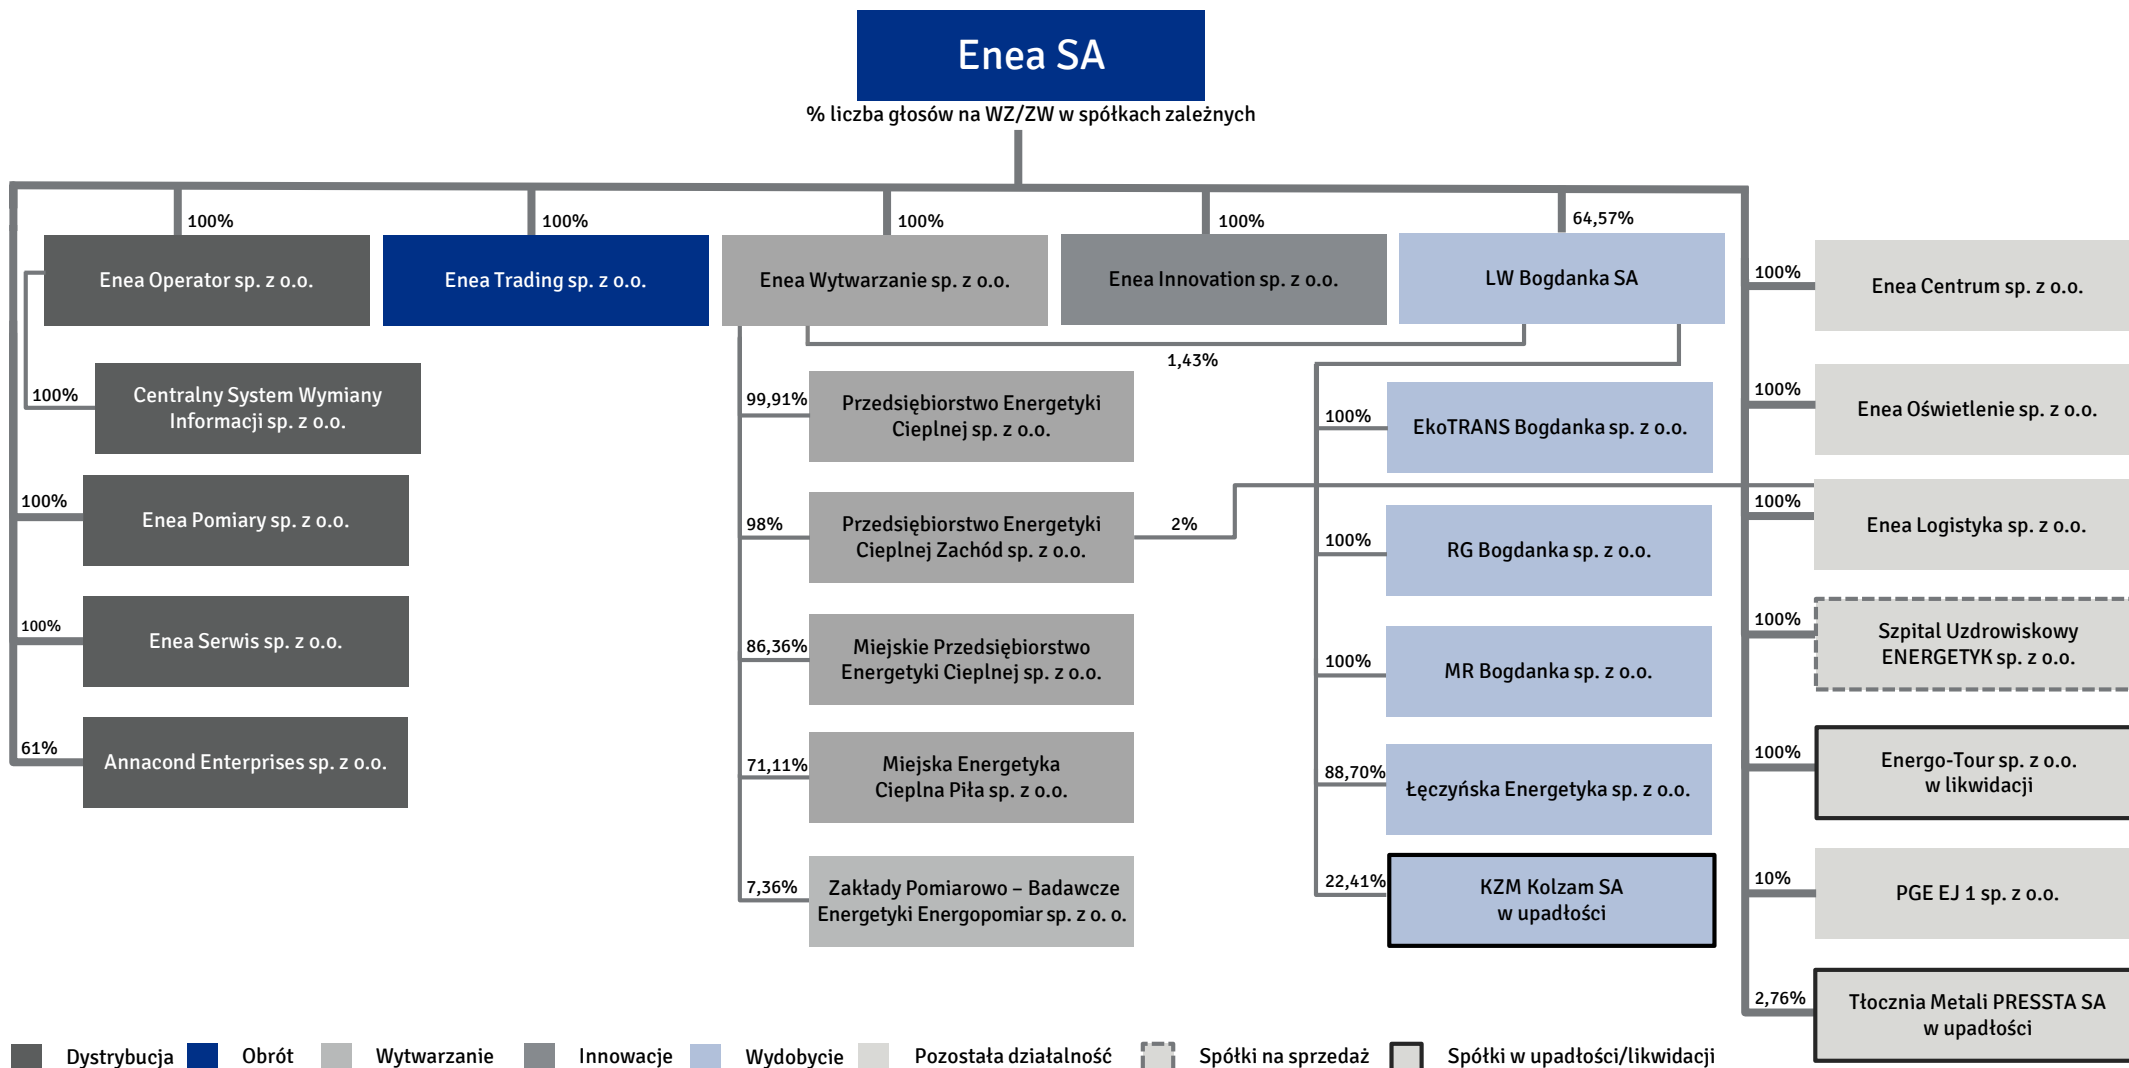 Enea SA
% liczba głosów na WZ/ZW w spółkach zależnych
100%
100%
100%
100%
64,57%
Enea Operator sp. z o.o.
Enea Trading sp. z o.o.
Enea Wytwarzanie sp. z o.o.
Enea Innovation sp. z o.o.
LW Bogdanka SA
1,43%
100%
Centralny System Wymiany
Informacji sp. z o.o.
100%
Enea Pomiary sp. z o.o.
100%
Enea Serwis sp. z o.o.
61%
Annacond Enterprises sp. z o.o.
99,91%
Przedsiębiorstwo Energetyki
Cieplnej sp. z o.o.
98%
Przedsiębiorstwo Energetyki
Cieplnej Zachód sp. z o.o.
2%
86,36%
Miejskie Przedsiębiorstwo
Energetyki Cieplnej sp. z o.o.
71,11%
Miejska Energetyka
Cieplna Piła sp. z o.o.
7,36%
Zakłady Pomiarowo – Badawcze
Energetyki Energopomiar sp. z o. o.
100%
EkoTRANS Bogdanka sp. z o.o.
100%
RG Bogdanka sp. z o.o.
100%
MR Bogdanka sp. z o.o.
88,70%
Łęczyńska Energetyka sp. z o.o.
22,41%
KZM Kolzam SA
w upadłości
100%
Enea Centrum sp. z o.o.
100%
Enea Oświetlenie sp. z o.o.
100%
Enea Logistyka sp. z o.o.
100%
Szpital Uzdrowiskowy
ENERGETYK sp. z o.o.
100%
Energo-Tour sp. z o.o.
w likwidacji
10%
PGE EJ 1 sp. z o.o.
2,76%
Tłocznia Metali PRESSTA SA
w upadłości
Dystrybucja
Obrót
Wytwarzanie
Innowacje
Wydobycie
Pozostała działalność
Spółki na sprzedaż
Spółki w upadłości/likwidacji